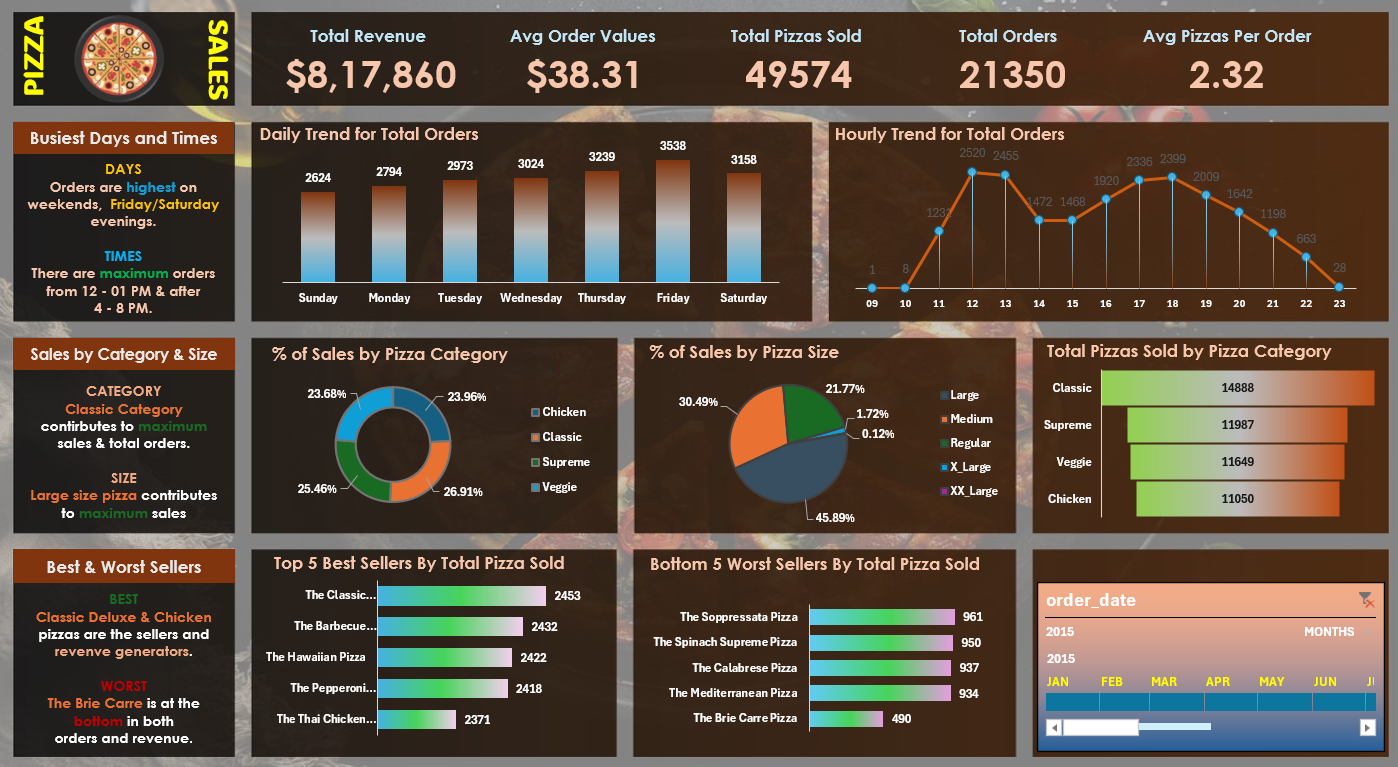 PIZZA
SALES
Total Revenue
$8,17,860
Avg Order Values
$38.31
Total Pizzas Sold
49574
Total Orders
21350
Avg Pizzas Per Order
2.32
Busiest Days and Times
DAYS
Orders are highest on
weekends, Friday/Saturday
evenings.
TIMES
There are maximum orders
from 12 - 01 PM & after
4 - 8 PM.
Daily Trend for Total Orders
2624
2794
2973
3024
3239
3538
3158
Sunday
Monday
Tuesday
Wednesday
Thursday
Friday
Saturday
Hourly Trend for Total Orders
1
8
1231
2520
2455
1472
1468
1920
2336
2399
2009
1642
1198
663
28
09
10
11
12
13
14
15
16
17
18
19
20
21
22
23
Sales by Category & Size
CATEGORY
Classic Category
contirbutes to maximum
sales & total orders.
SIZE
Large size pizza contributes
to maximum sales
% of Sales by Pizza Category
23.68%
23.96%
25.46%
26.91%
Chicken
Classic
Supreme
Veggie
% of Sales by Pizza Size
30.49%
21.77%
1.72%
0.12%
45.89%
Large
Medium
Regular
X_Large
XX_Large
Total Pizzas Sold by Pizza Category
Classic 14888
Supreme 11987
Veggie 11649
Chicken 11050
Best & Worst Sellers
BEST
Classic Deluxe & Chicken
pizzas are the sellers and
revenve generators.
WORST
The Brie Carre is at the
bottom in both
orders and revenue.
Top 5 Best Sellers By Total Pizza Sold
The Classic... 2453
The Barbecue... 2432
The Hawaiian Pizza 2422
The Pepperoni... 2418
The Thai Chicken... 2371
Bottom 5 Worst Sellers By Total Pizza Sold
The Soppressata Pizza 961
The Spinach Supreme Pizza 950
The Calabrese Pizza 937
The Mediterranean Pizza 934
The Brie Carre Pizza 490
order_date
2015 MONTHS
2015
JAN FEB MAR APR MAY JUN